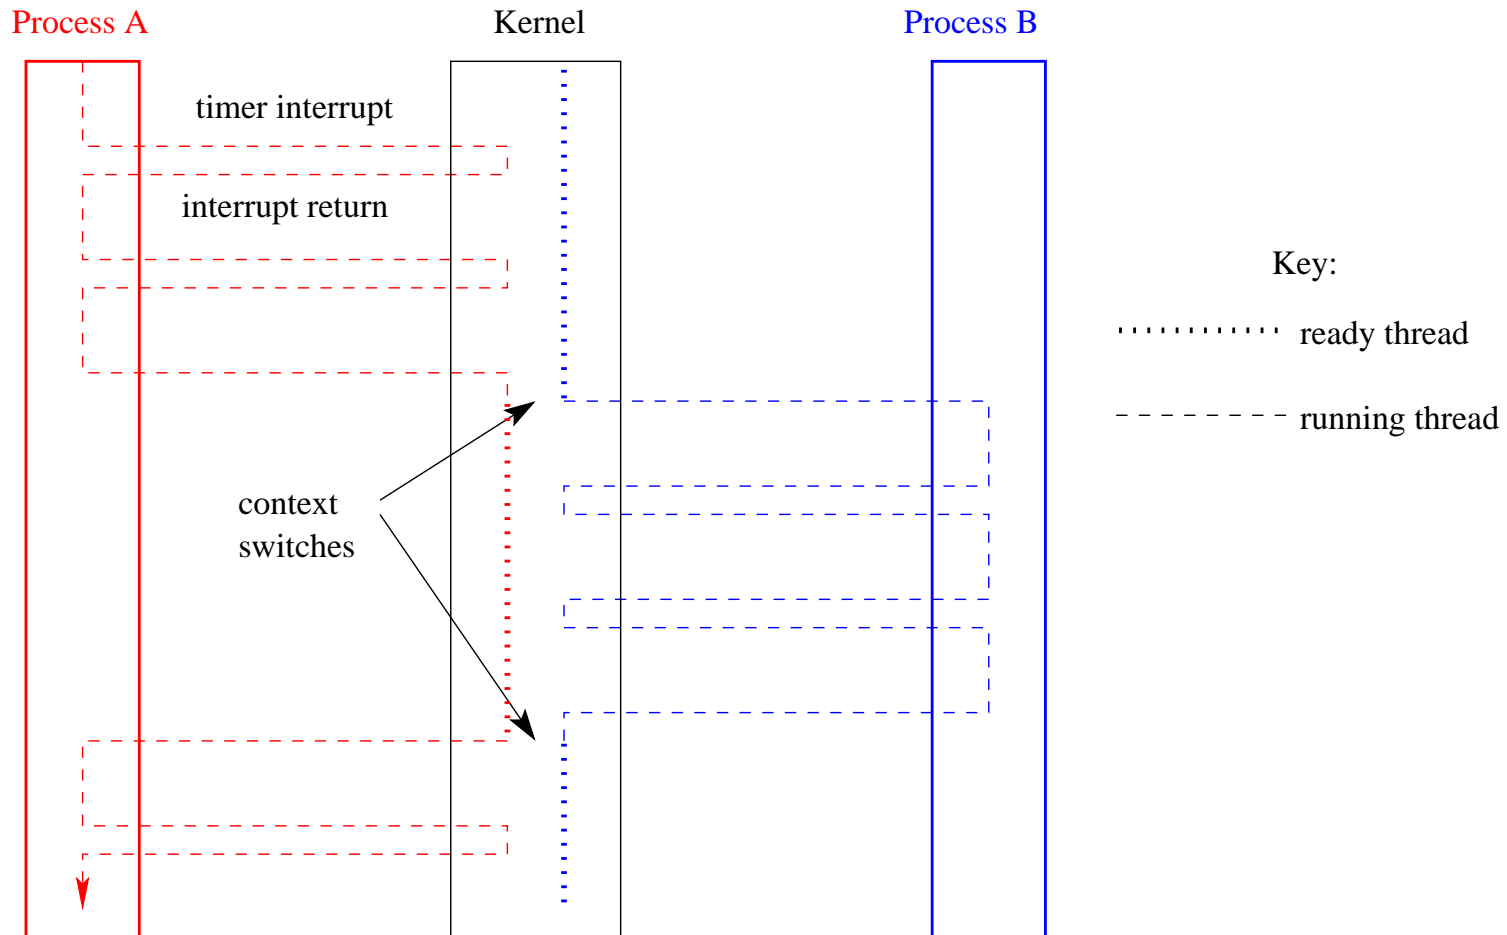 Process A
Kernel
Process B
timer interrupt
interrupt return
Key:
ready thread
running thread
context
switches